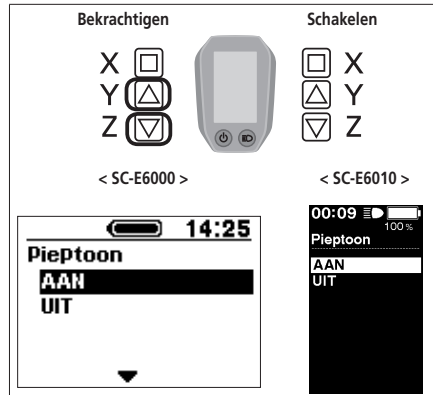 Bekrachtigen Schakelen
X X
Y Y
Z Z
< SC-E6000 > < SC-E6010 >
14:25
Pieptoon
AAN
UIT
00:09
100 %
Pieptoon
AAN
UIT